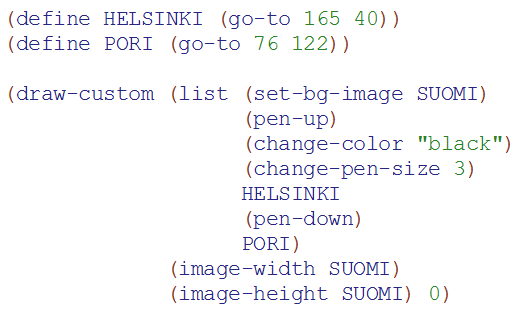 (define HELSINKI (go-to 165 40))
(define PORI (go-to 76 122))

(draw-custom (list (set-bg-image SUOMI)
                   (pen-up)
                   (change-color "black")
                   (change-pen-size 3)
                   HELSINKI
                   (pen-down)
                   PORI)
             (image-width SUOMI)
             (image-height SUOMI) 0)